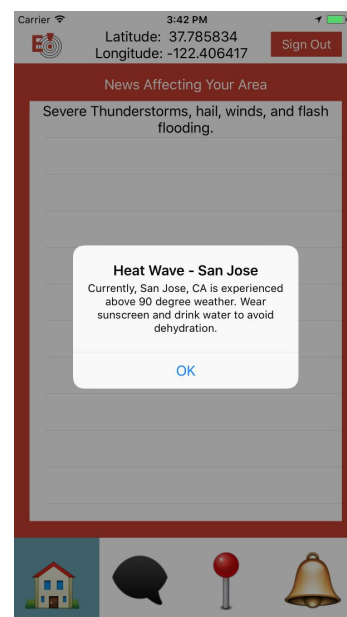 Carrier 3:42 PM
Latitude: 37.785834
Longitude: -122.406417
Sign Out
News Affecting Your Area
Severe Thunderstorms, hail, winds, and flash
flooding.
Heat Wave - San Jose
Currently, San Jose, CA is experienced
above 90 degree weather. Wear
sunscreen and drink water to avoid
dehydration.
OK